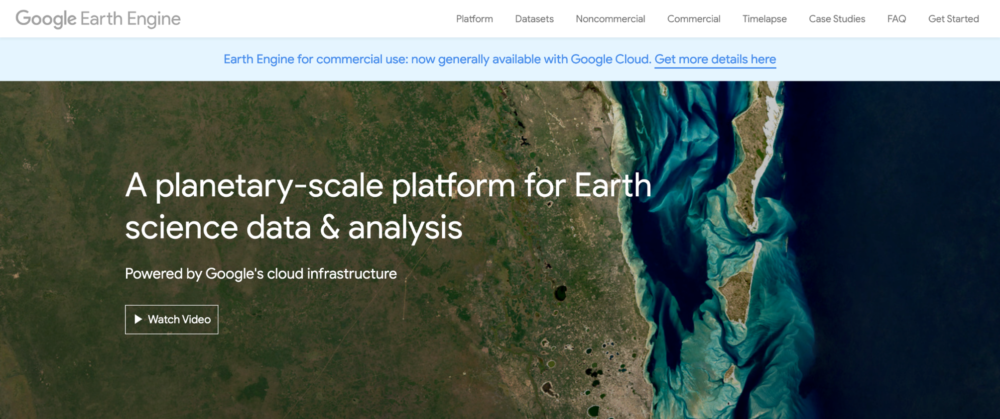 Google Earth Engine
Platform Datasets Noncommercial Commercial Timelapse Case Studies FAQ Get Started
Earth Engine for commercial use: now generally available with Google Cloud. Get more details here
A planetary-scale platform for Earth
science data & analysis
Powered by Google's cloud infrastructure
Watch Video